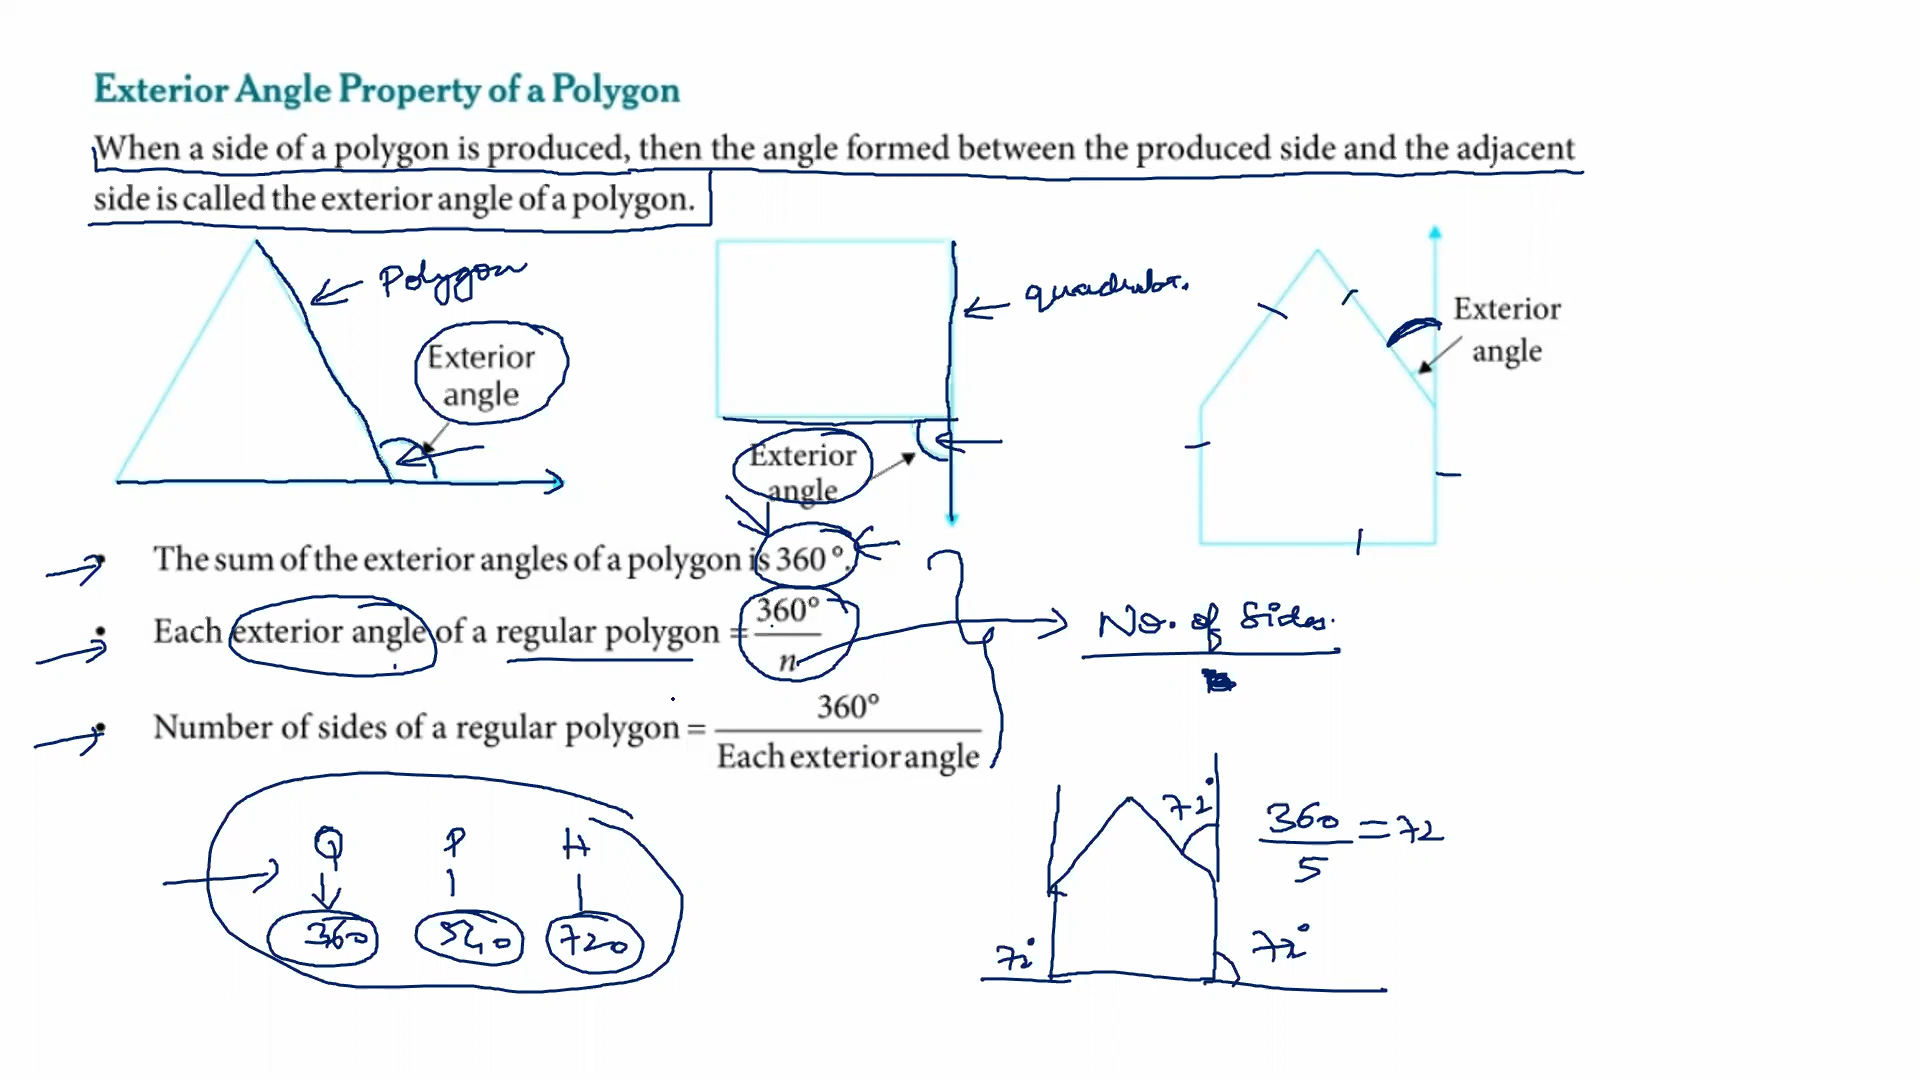 Exterior Angle Property of a Polygon
When a side of a polygon is produced, then the angle formed between the produced side and the adjacent
side is called the exterior angle of a polygon.
Polygon
Exterior
angle
Exterior
angle
Exterior
angle
The sum of the exterior angles of a polygon is 360°.
Each exterior angle of a regular polygon = 360°
n
No. of Sides.
Number of sides of a regular polygon = 360°
Each exterior angle
Q P H
360 540 720
72°
360
5
= 72
72°
72°